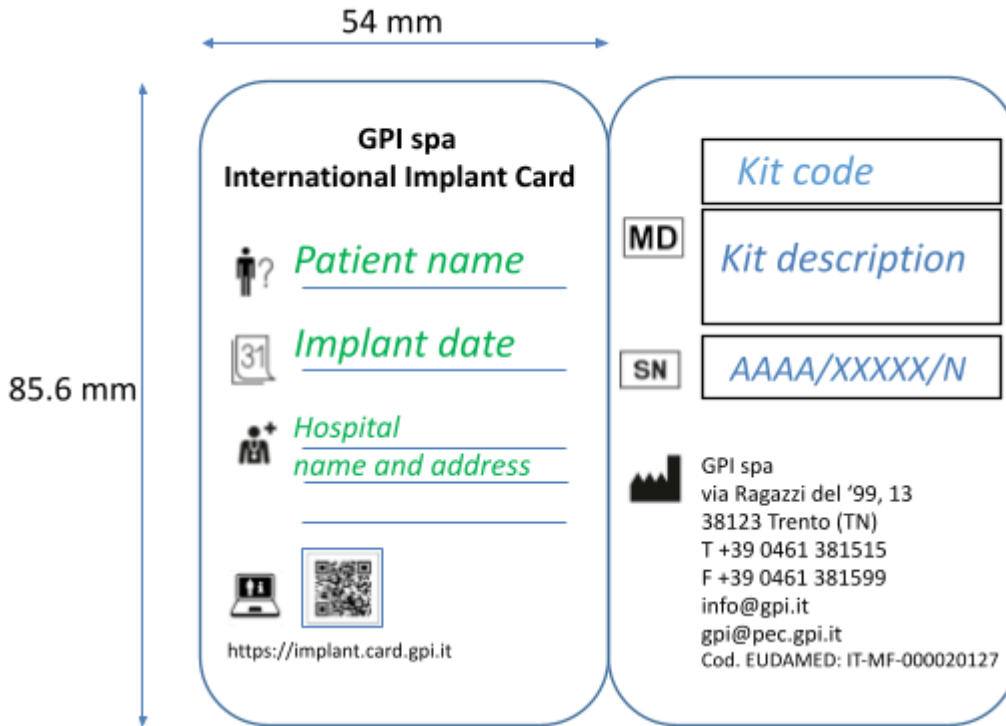 54 mm
85.6 mm
GPI spa
International Implant Card
Patient name
31
Implant date
Hospital
name and address
https://implant.card.gpi.it
Kit code
MD
Kit description
SN
AAAA/XXXXX/N
GPI spa
via Ragazzi del ‘99, 13
38123 Trento (TN)
T +39 0461 381515
F +39 0461 381599
info@gpi.it
gpi@pec.gpi.it
Cod. EUDAMED: IT-MF-000020127